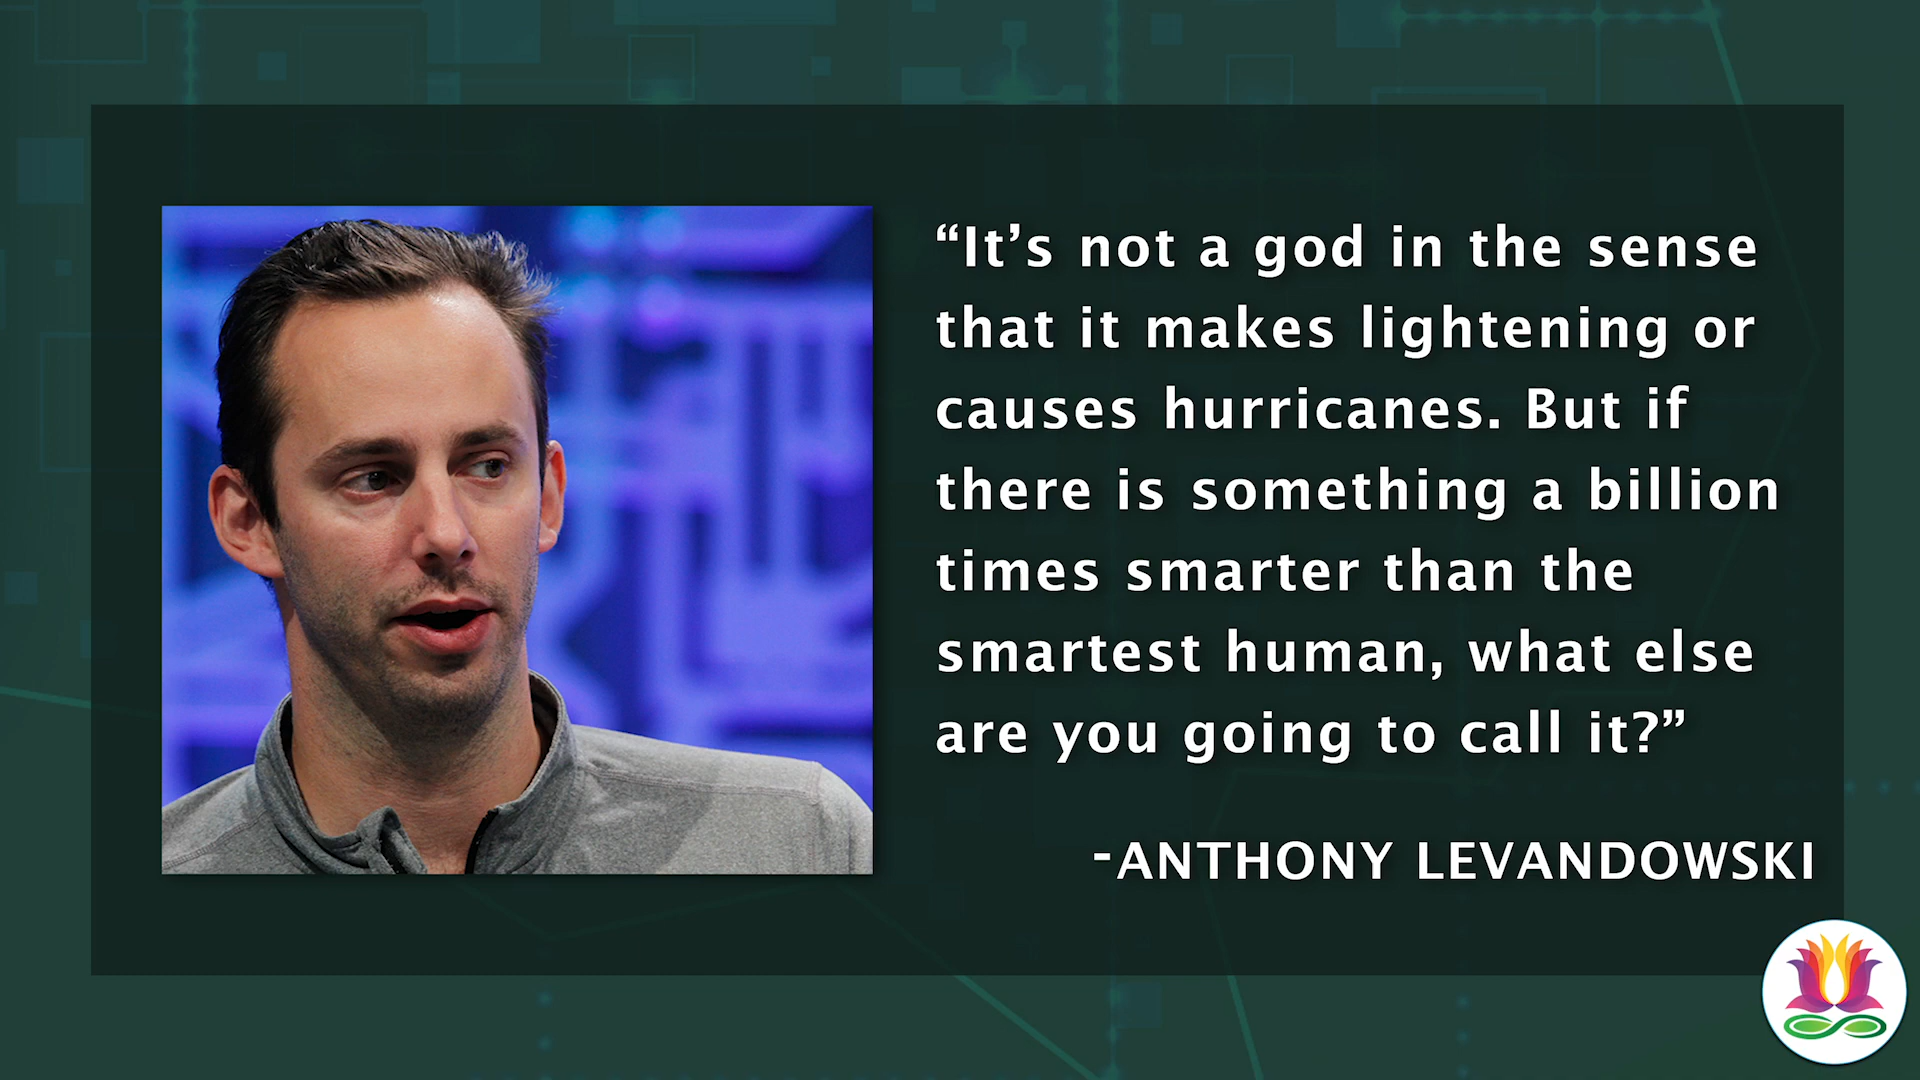 “It’s not a god in the sense
that it makes lightening or
causes hurricanes. But if
there is something a billion
times smarter than the
smartest human, what else
are you going to call it?”
-ANTHONY LEVANDOWSKI